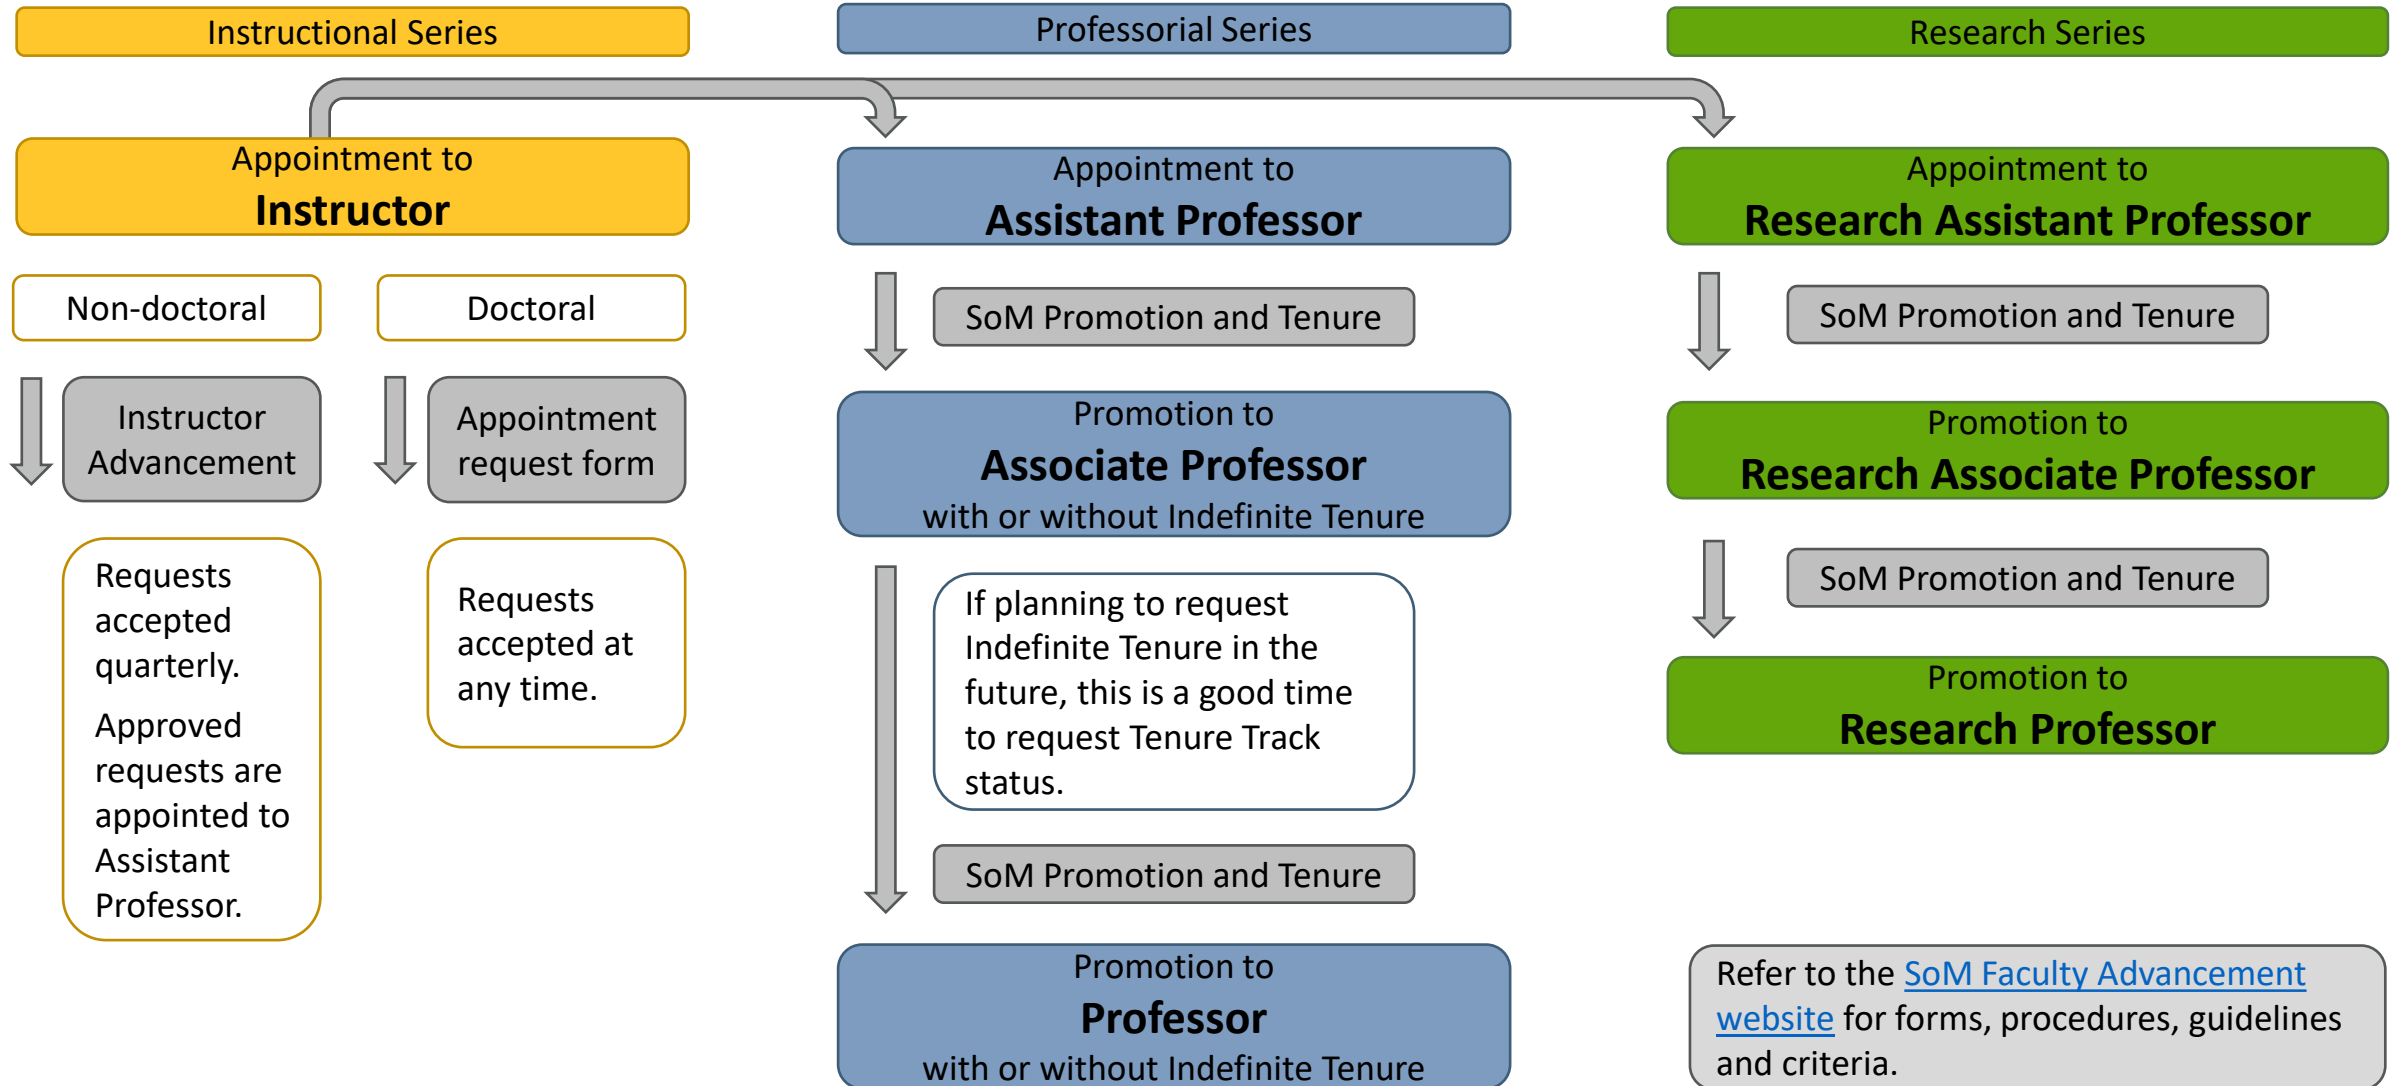 Instructional Series
Professorial Series
Research Series
Appointment to
Instructor
Non-doctoral
Doctoral
Instructor
Advancement
Appointment
request form
Requests
accepted
quarterly.
Approved
requests are
appointed to
Assistant
Professor.
Requests
accepted at
any time.
Appointment to
Assistant Professor
SoM Promotion and Tenure
Promotion to
Associate Professor
with or without Indefinite Tenure
If planning to request
Indefinite Tenure in the
future, this is a good time
to request Tenure Track
status.
SoM Promotion and Tenure
Promotion to
Professor
with or without Indefinite Tenure
Appointment to
Research Assistant Professor
SoM Promotion and Tenure
Promotion to
Research Associate Professor
SoM Promotion and Tenure
Promotion to
Research Professor
Refer to the SoM Faculty Advancement
website for forms, procedures, guidelines
and criteria.